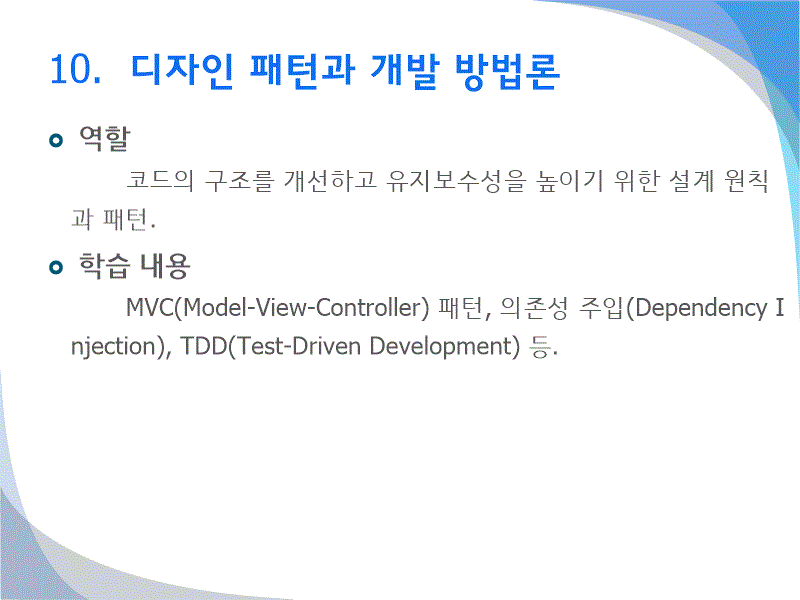 10. 디자인 패턴과 개발 방법론
역할
코드의 구조를 개선하고 유지보수성을 높이기 위한 설계 원칙
과 패턴.
학습 내용
MVC(Model-View-Controller) 패턴, 의존성 주입(Dependency I
njection), TDD(Test-Driven Development) 등.